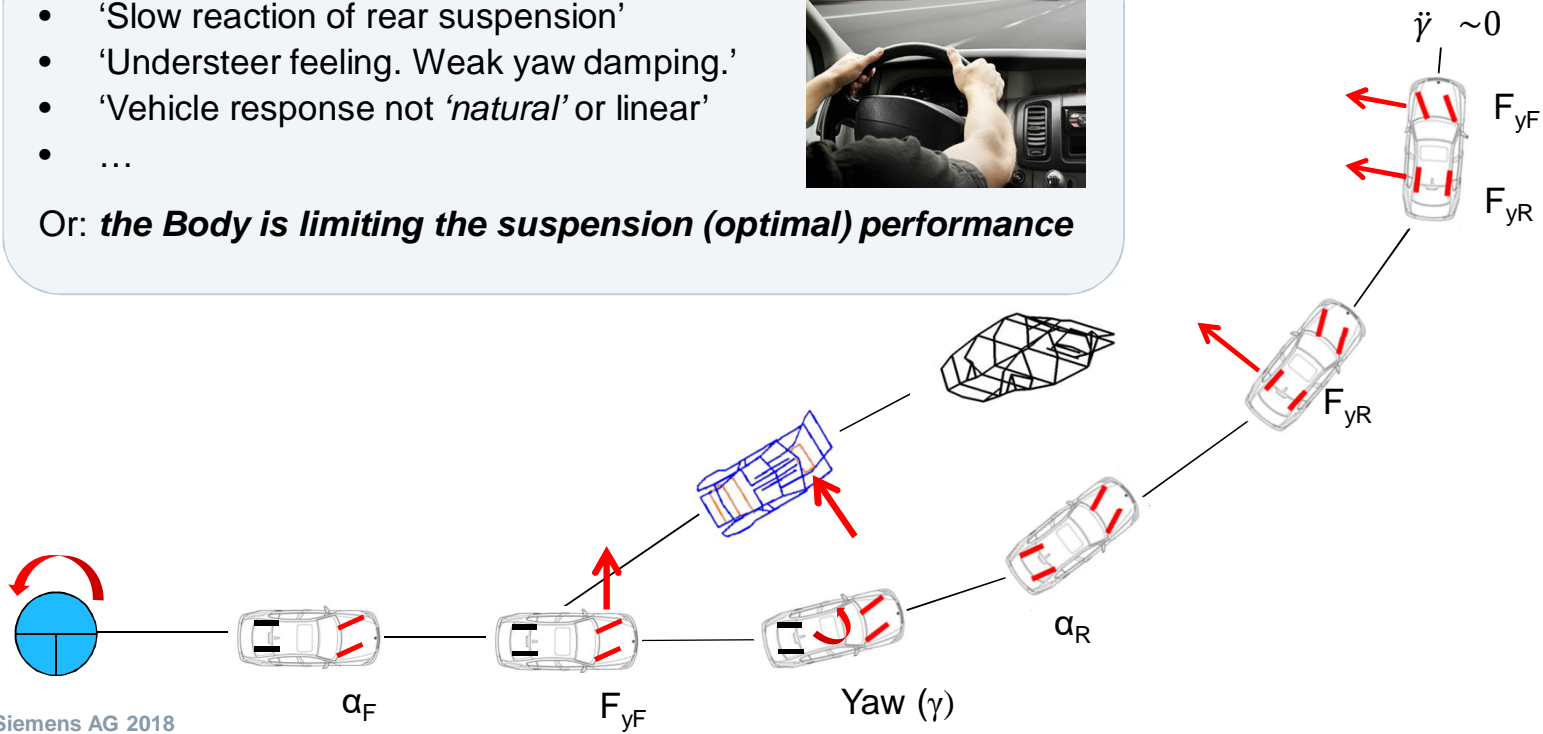 • ‘Slow reaction of rear suspension’
• ‘Understeer feeling. Weak yaw damping.’
• ‘Vehicle response not ‘natural’ or linear’
• …
Or: the Body is limiting the suspension (optimal) performance
γ̈ ~0
FyF
FyR
FyR
αR
αF
FyF
Yaw (γ)
Siemens AG 2018